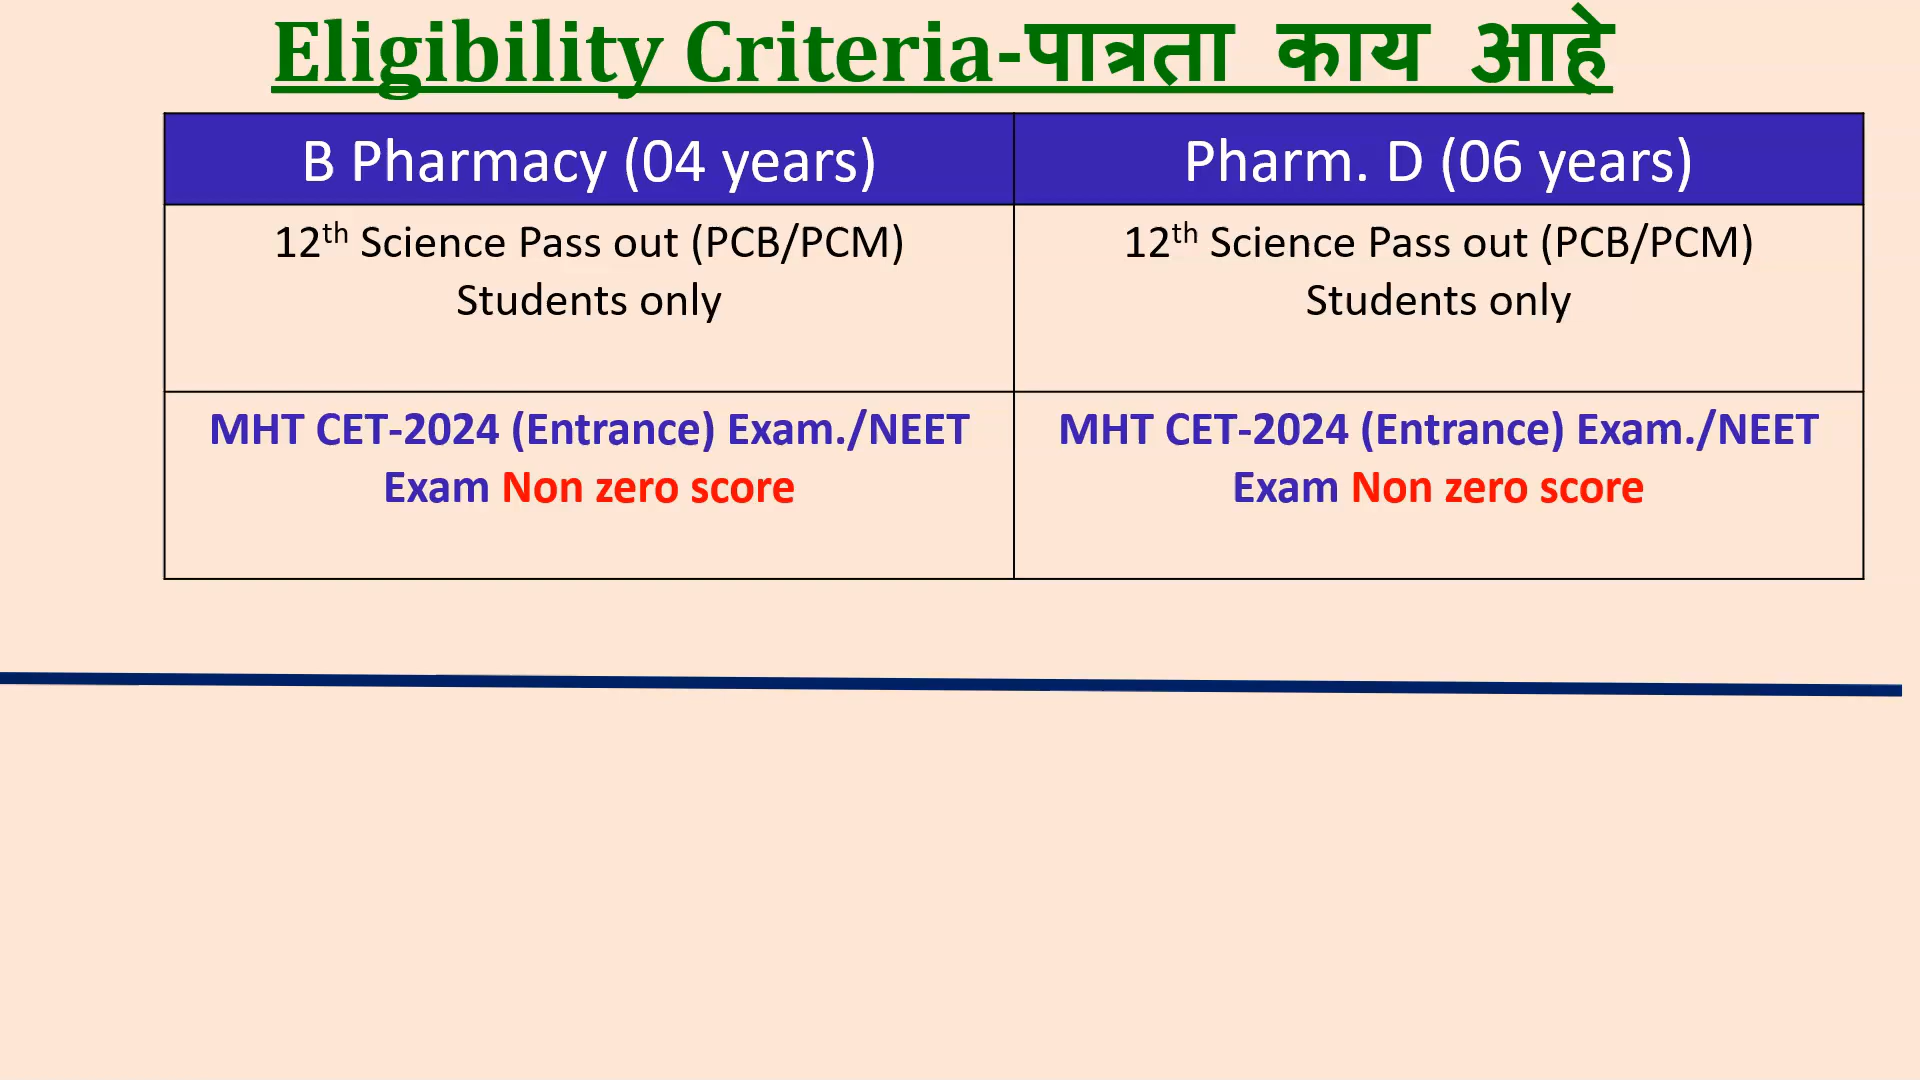 Eligibility Criteria-पात्रता काय आहे
B Pharmacy (04 years)
Pharm. D (06 years)
12th Science Pass out (PCB/PCM)
Students only
12th Science Pass out (PCB/PCM)
Students only
MHT CET-2024 (Entrance) Exam./NEET
Exam Non zero score
MHT CET-2024 (Entrance) Exam./NEET
Exam Non zero score